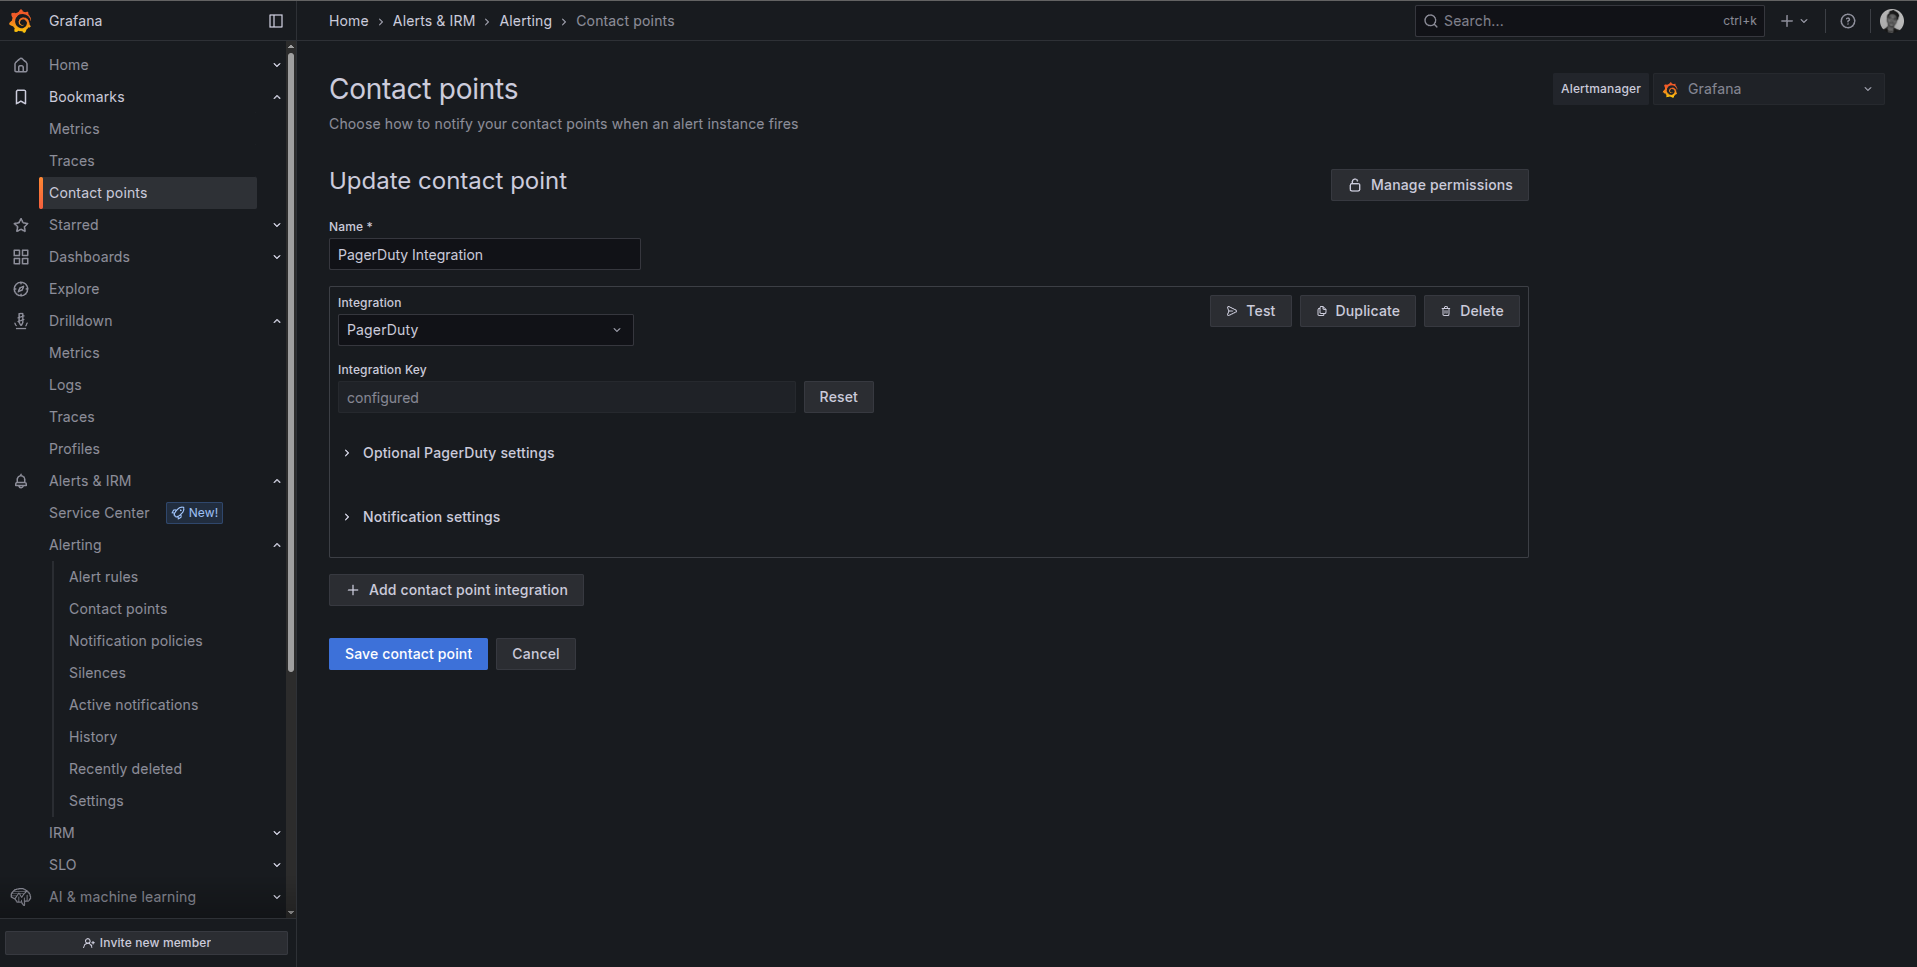 Grafana
Home › Alerts & IRM › Alerting › Contact points
Search...
ctrl+k
Home
Bookmarks
Metrics
Traces
Contact points
Starred
Dashboards
Explore
Drilldown
Metrics
Logs
Traces
Profiles
Alerts & IRM
Service Center
New!
Alerting
Alert rules
Contact points
Notification policies
Silences
Active notifications
History
Recently deleted
Settings
IRM
SLO
AI & machine learning
Invite new member
Contact points
Choose how to notify your contact points when an alert instance fires
Alertmanager
Grafana
Update contact point
Manage permissions
Name *
PagerDuty Integration
Integration
PagerDuty
Test
Duplicate
Delete
Integration Key
configured
Reset
Optional PagerDuty settings
Notification settings
Add contact point integration
Save contact point
Cancel